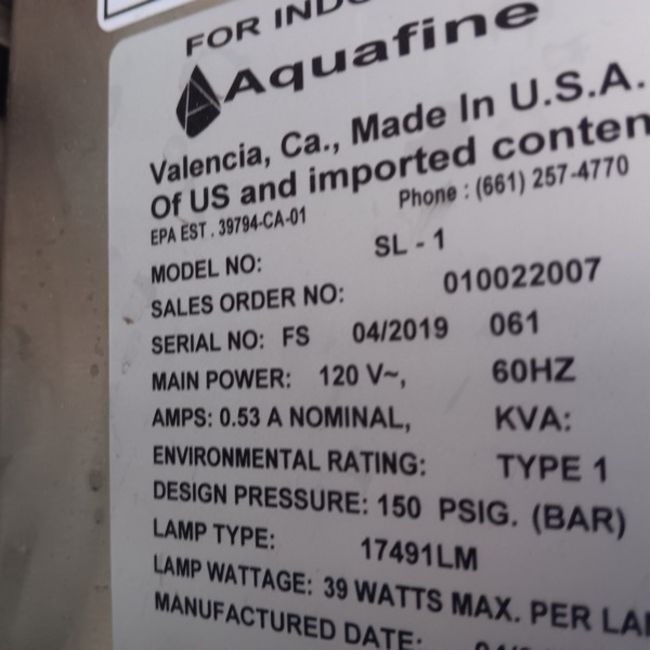 FOR
Aquafine
Valencia, Ca., Made In U.S.A.
Of US and imported
EPA EST. 39794-CA-01 Phone : (661) 257-4770
MODEL NO: SL - 1
SALES ORDER NO: 010022007
SERIAL NO: FS 04/2019 061
MAIN POWER: 120 V~, 60HZ
AMPS: 0.53 A NOMINAL, KVA:
ENVIRONMENTAL RATING: TYPE 1
DESIGN PRESSURE: 150 PSIG. (BAR)
LAMP TYPE: 17491LM
LAMP WATTAGE: 39 WATTS MAX. PER
MANUFACTURED DATE: